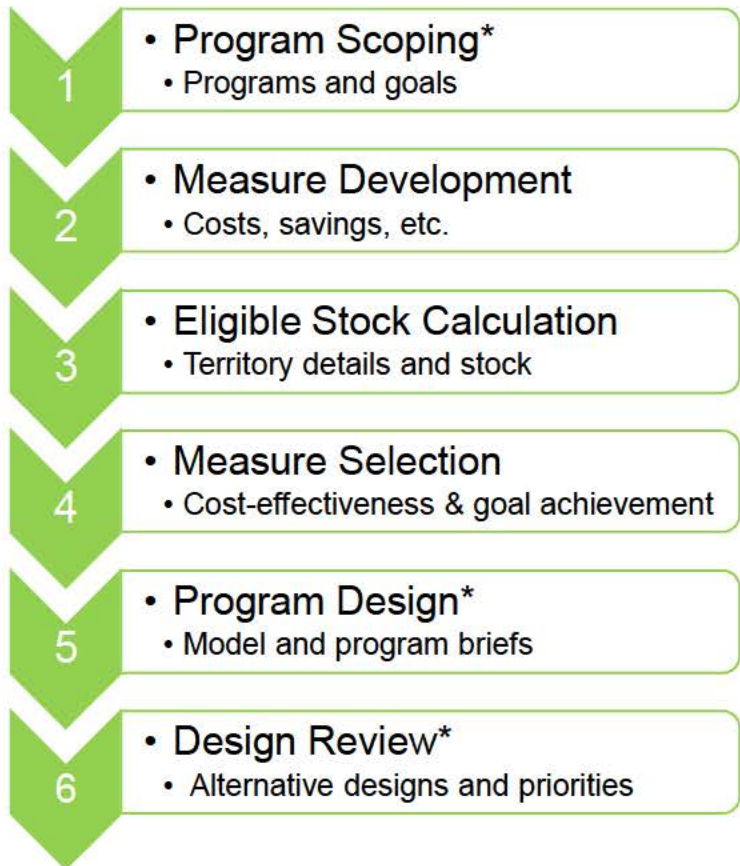 1
• Program Scoping*
• Programs and goals
2
• Measure Development
• Costs, savings, etc.
3
• Eligible Stock Calculation
• Territory details and stock
4
• Measure Selection
• Cost-effectiveness & goal achievement
5
• Program Design*
• Model and program briefs
6
• Design Review*
• Alternative designs and priorities